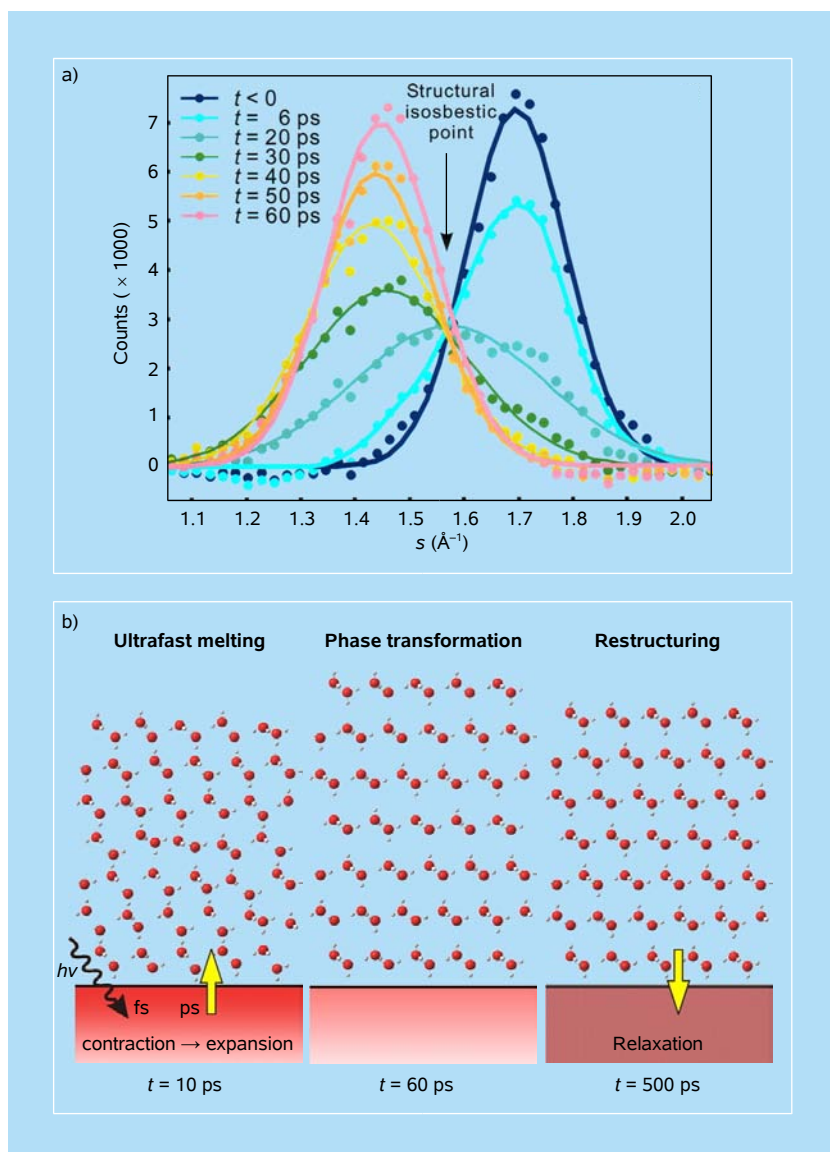 a)
t < 0
t = 6 ps
t = 20 ps
t = 30 ps
t = 40 ps
t = 50 ps
t = 60 ps
Structural
isosbestic
point
7
6
5
4
3
2
1
0
Counts ( × 1000)
1.1 1.2 1.3 1.4 1.5 1.6 1.7 1.8 1.9 2.0
s (Å⁻¹)
b)
Ultrafast melting Phase transformation Restructuring
hν
fs ps
contraction → expansion
Relaxation
t = 10 ps t = 60 ps t = 500 ps